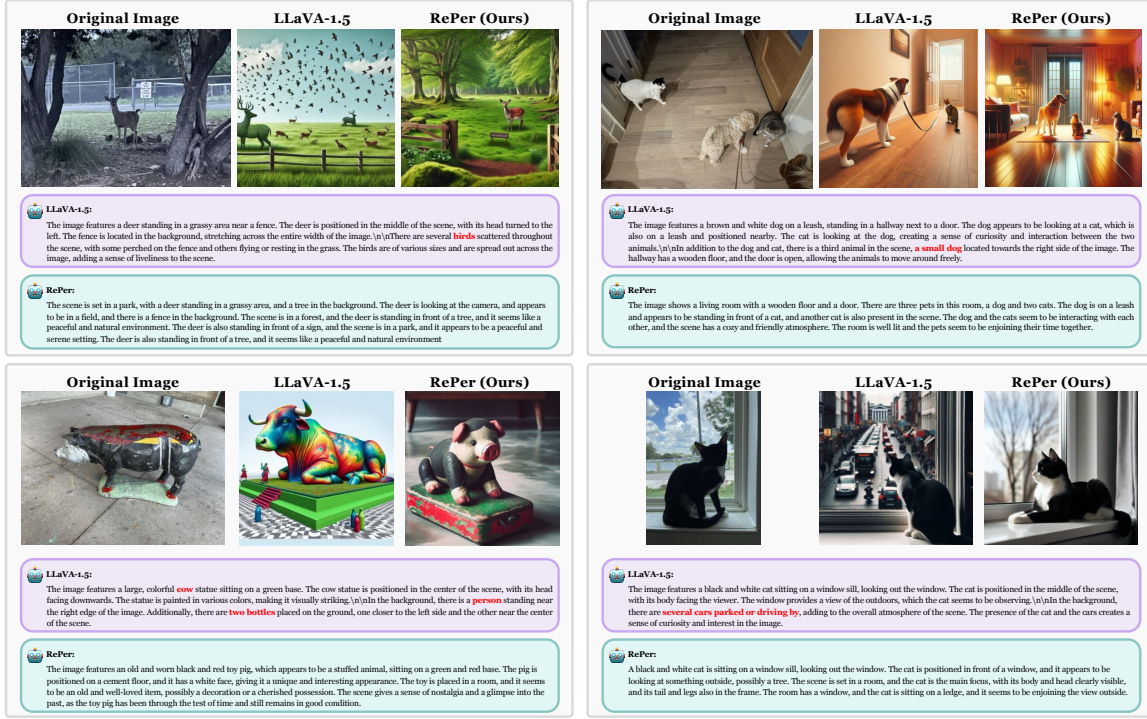 Original Image
LLaVA-1.5
RePer (Ours)
LLaVA-1.5:
The image features a deer standing in a grassy area near a fence. The deer is positioned in the middle of the scene, with its head turned to the
left. The fence is located in the background, stretching across the entire width of the image.\n\nThere are several birds scattered throughout
the scene, with some perched on the fence and others flying or resting in the grass. The birds are of various sizes and are spread out across the
image, adding a sense of liveliness to the scene.
RePer:
The scene is set in a park, with a deer standing in a grassy area, and a tree in the background. The deer is looking at the camera, and appears
to be in a field, and there is a fence in the background. The scene is in a forest, and the deer is standing in front of a tree, and it seems like a
peaceful and natural environment. The deer is also standing in front of a sign, and the scene is in a park, and it appears to be a peaceful and
serene setting. The deer is also standing in front of a tree, and it seems like a peaceful and natural environment
Original Image
LLaVA-1.5
RePer (Ours)
LLaVA-1.5:
The image features a brown and white dog on a leash, standing in a hallway next to a door. The dog appears to be looking at a cat, which is
also on a leash and positioned nearby. The cat is looking at the dog, creating a sense of curiosity and interaction between the two
animals.\n\nIn addition to the dog and cat, there is a third animal in the scene, a small dog located towards the right side of the image. The
hallway has a wooden floor, and the door is open, allowing the animals to move around freely.
RePer:
The image shows a living room with a wooden floor and a door. There are three pets in this room, a dog and two cats. The dog is on a leash
and appears to be standing in front of a cat, and another cat is also present in the scene. The dog and the cats seem to be interacting with each
other, and the scene has a cozy and friendly atmosphere. The room is well lit and the pets seem to be enjoining their time together.
Original Image
LLaVA-1.5
RePer (Ours)
LLaVA-1.5:
The image features a large, colorful cow statue sitting on a green base. The cow statue is positioned in the center of the scene, with its head
facing downwards. The statue is painted in various colors, making it visually striking.\n\nIn the background, there is a person standing near
the right edge of the image. Additionally, there are two bottles placed on the ground, one closer to the left side and the other near the center
of the scene.
RePer:
The image features an old and worn black and red toy pig, which appears to be a stuffed animal, sitting on a green and red base. The pig is
positioned on a cement floor, and it has a white face, giving it a unique and interesting appearance. The toy is placed in a room, and it seems
to be an old and well-loved item, possibly a decoration or a cherished possession. The scene gives a sense of nostalgia and a glimpse into the
past, as the toy pig has been through the test of time and still remains in good condition.
Original Image
LLaVA-1.5
RePer (Ours)
LLaVA-1.5:
The image features a black and white cat sitting on a window sill, looking out the window. The cat is positioned in the middle of the scene,
with its body facing the viewer. The window provides a view of the outdoors, which the cat seems to be observing.\n\nIn the background,
there are several cars parked or driving by, adding to the overall atmosphere of the scene. The presence of the cat and the cars creates a
sense of curiosity and interest in the image.
RePer:
A black and white cat is sitting on a window sill, looking out the window. The cat is positioned in front of a window, and it appears to be
looking at something outside, possibly a tree. The scene is set in a room, and the cat is the main focus, with its body and head clearly visible,
and its tail and legs also in the frame. The room has a window, and the cat is sitting on a ledge, and it seems to be enjoying the view outside.